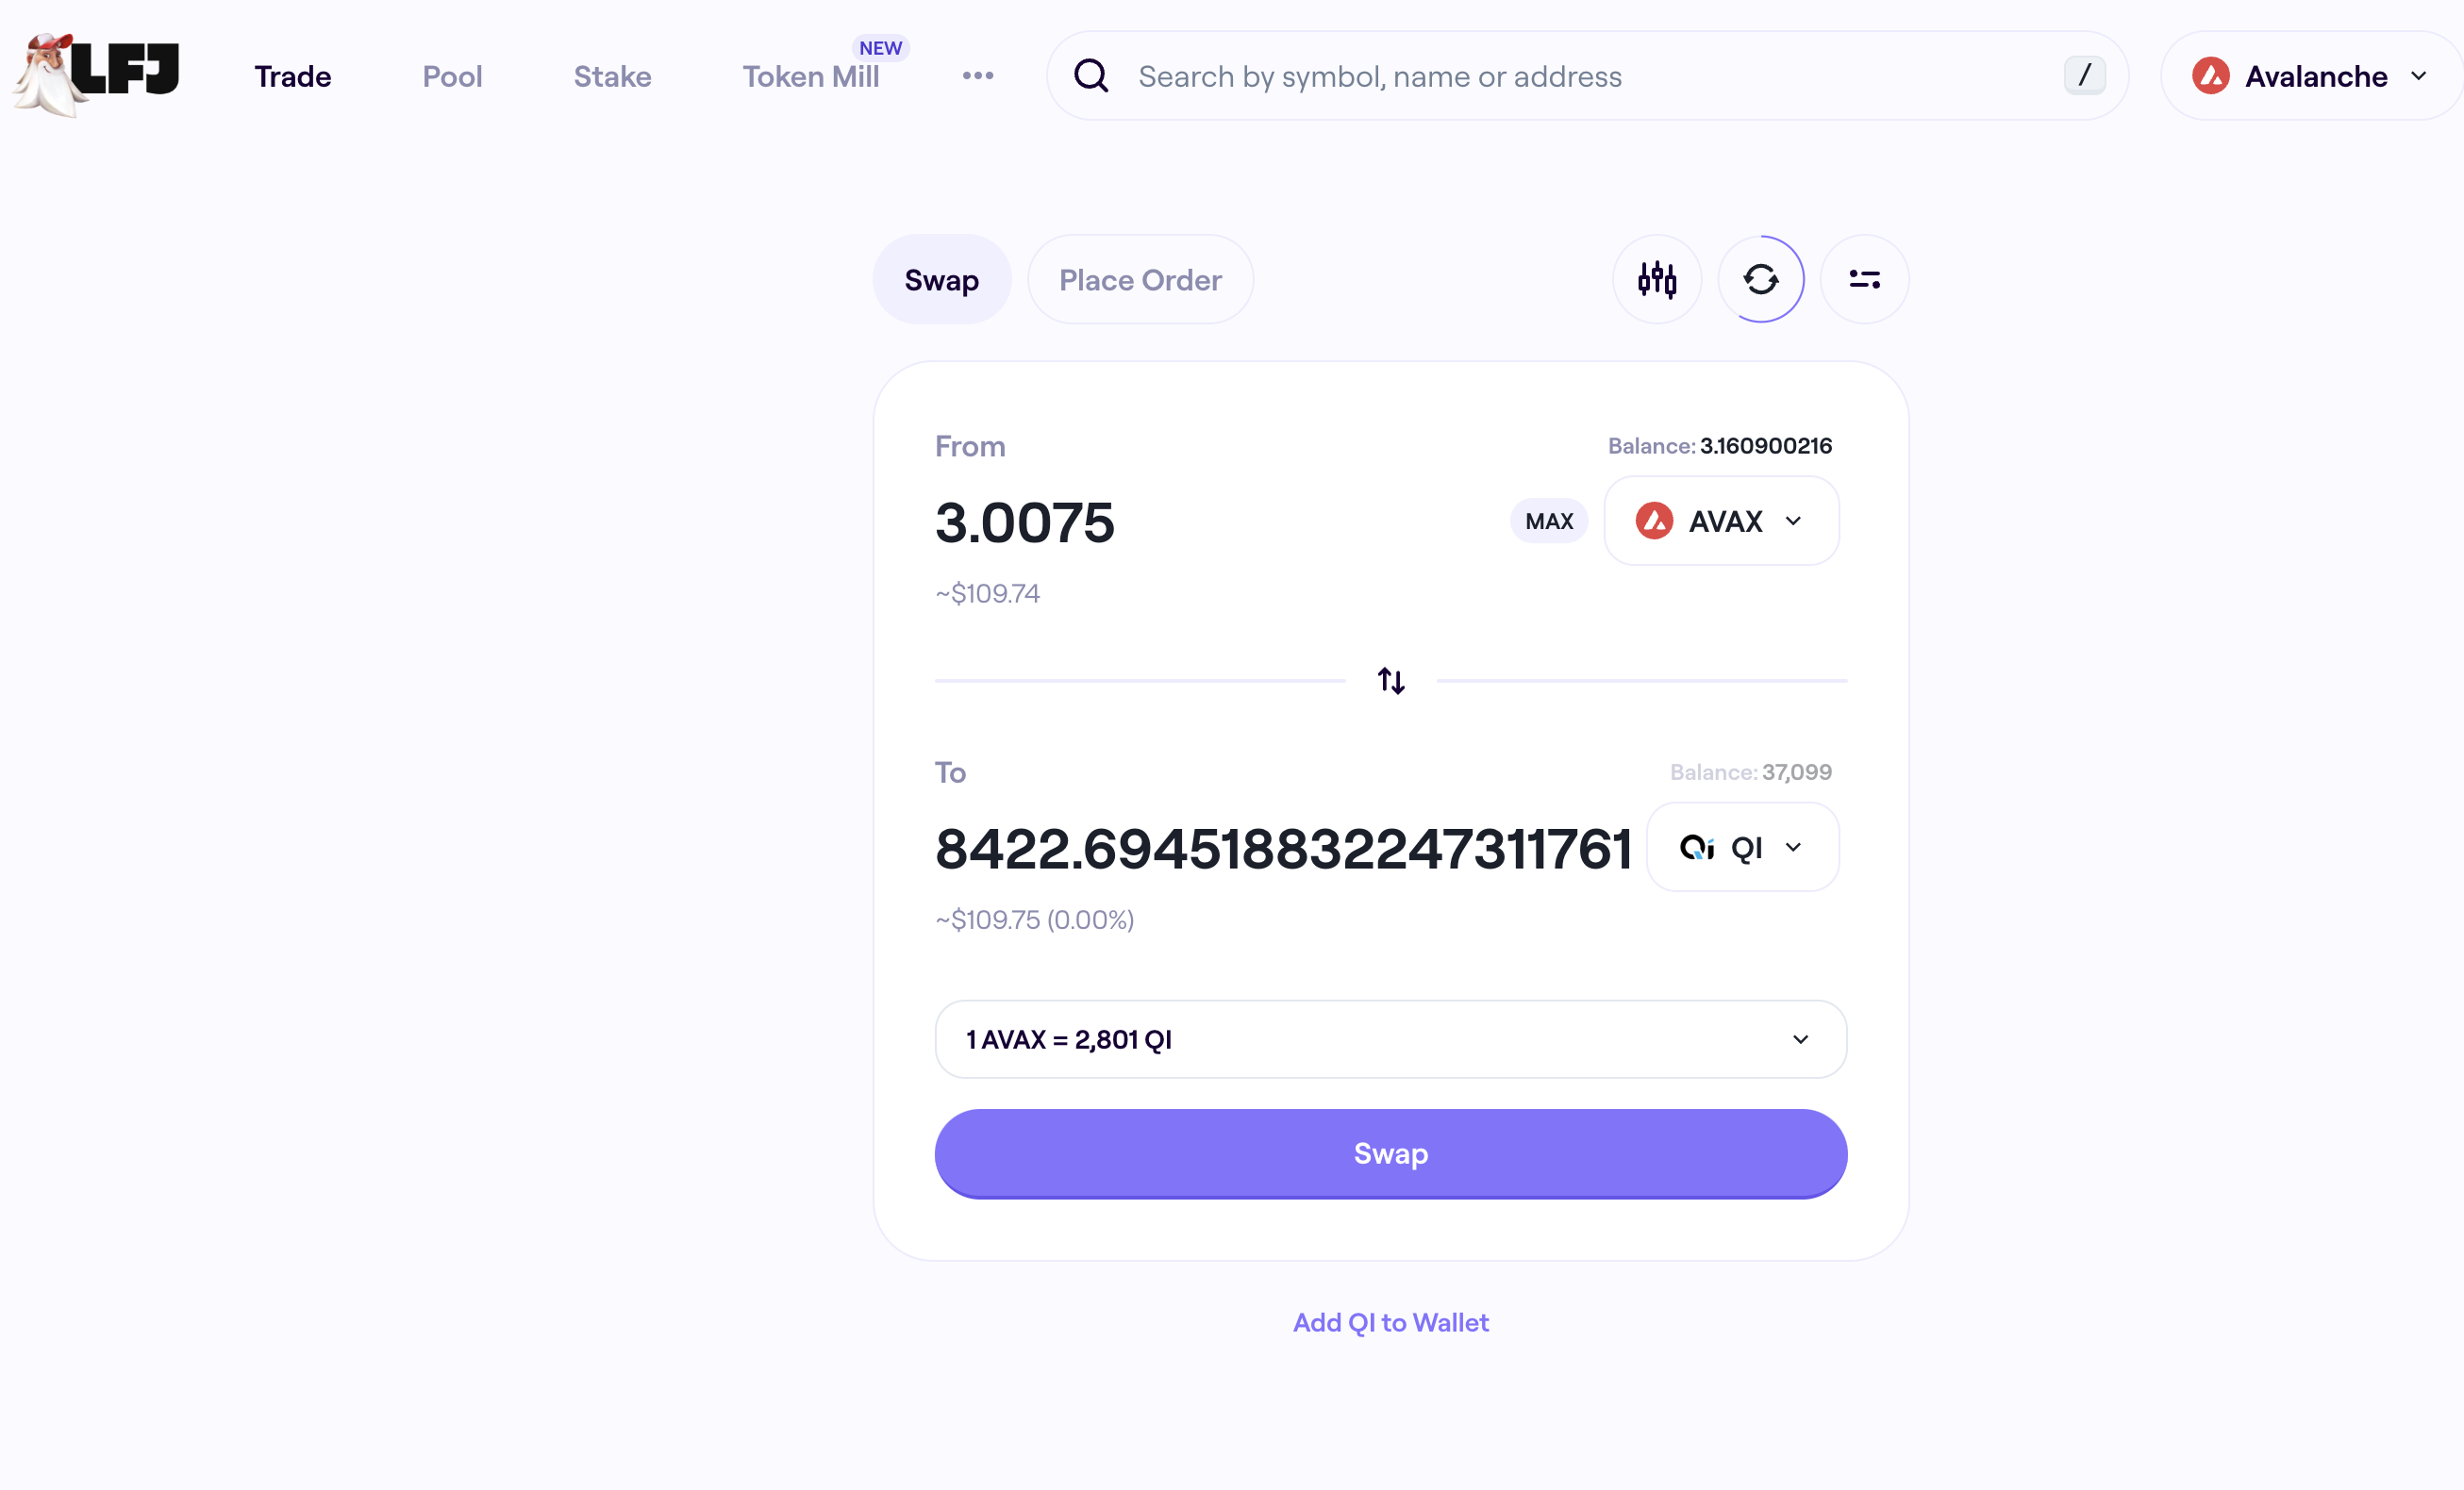 LFJ
Trade
Pool
Stake
Token Mill
NEW
Search by symbol, name or address
/
Avalanche
Swap
Place Order
From
Balance: 3.160900216
3.0075
MAX
AVAX
~$109.74
To
Balance: 37,099
8422.694518832247311761
Qi QI
~$109.75 (0.00%)
1 AVAX = 2,801 QI
Swap
Add QI to Wallet